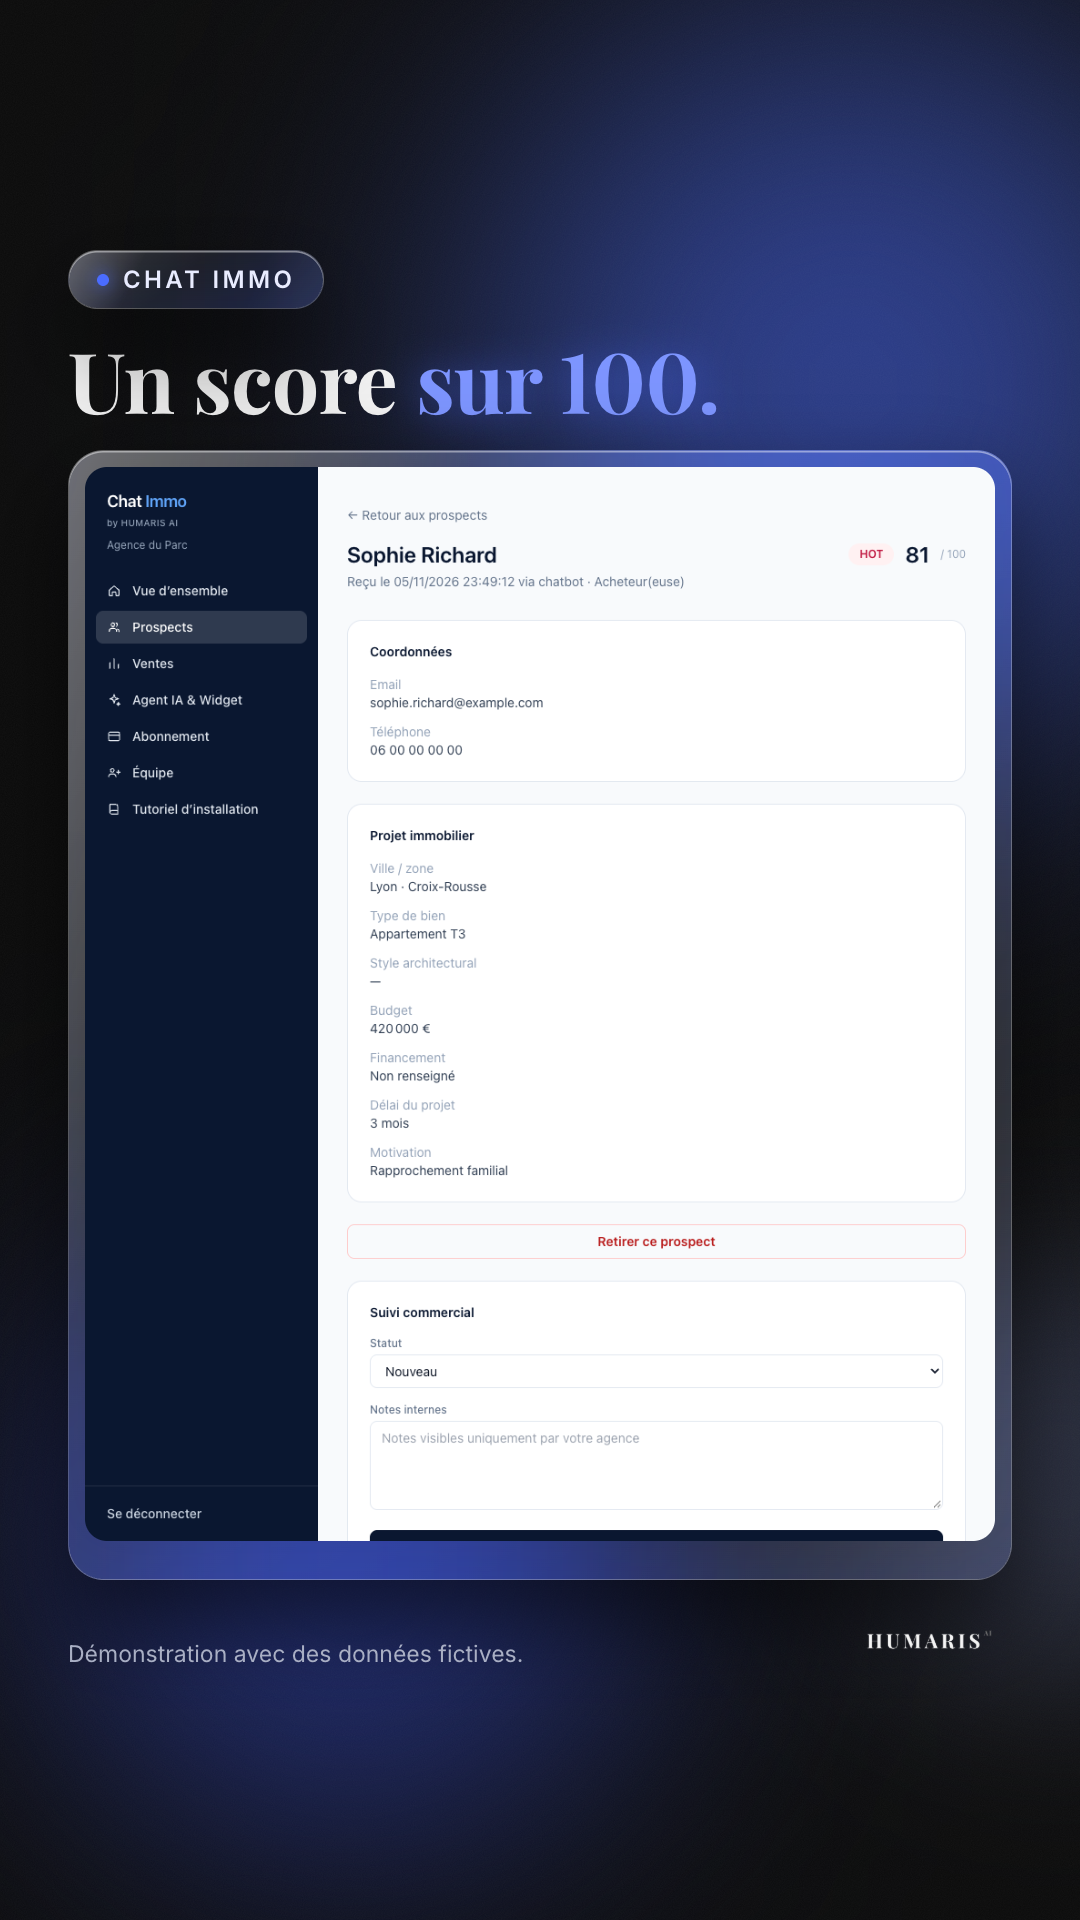 CHAT IMMO
Un score sur 100.
Chat Immo
by HUMARIS AI
Agence du Parc
Vue d'ensemble
Prospects
Ventes
Agent IA & Widget
Abonnement
Équipe
Tutoriel d'installation
Se déconnecter
← Retour aux prospects
Sophie Richard
HOT 81 / 100
Reçu le 05/11/2026 23:49:12 via chatbot · Acheteur(euse)
Coordonnées
Email
sophie.richard@example.com
Téléphone
06 00 00 00 00
Projet immobilier
Ville / zone
Lyon · Croix-Rousse
Type de bien
Appartement T3
Style architectural
—
Budget
420 000 €
Financement
Non renseigné
Délai du projet
3 mois
Motivation
Rapprochement familial
Retirer ce prospect
Suivi commercial
Statut
Nouveau
Notes internes
Notes visibles uniquement par votre agence
Démonstration avec des données fictives.
HUMARIS AI